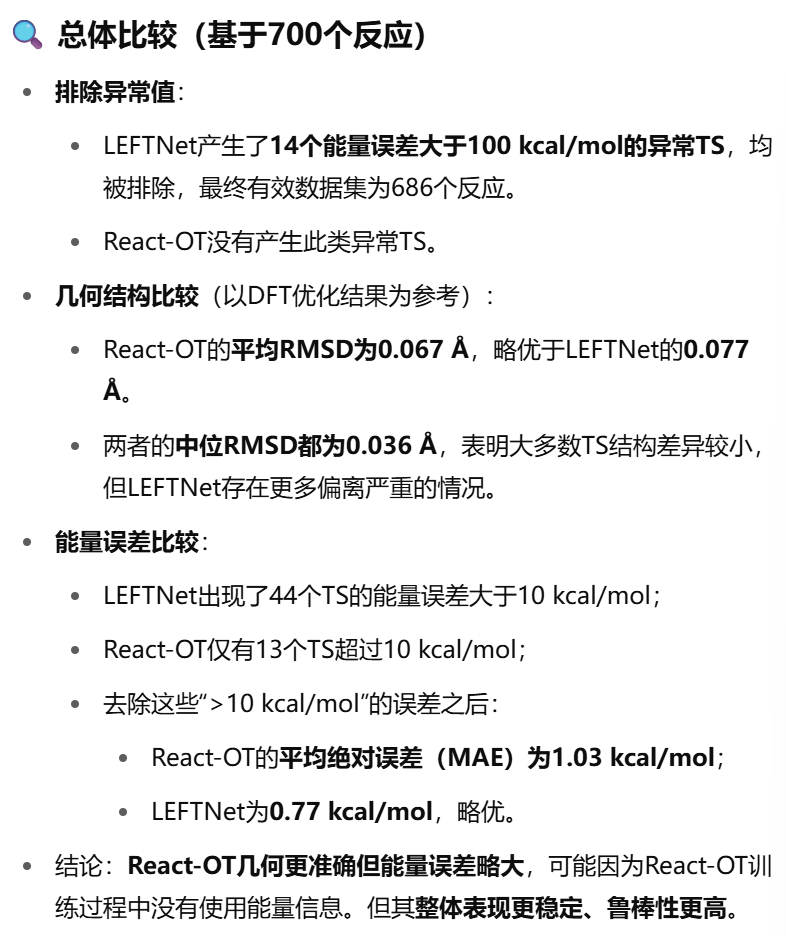 总体比较（基于700个反应）
排除异常值：
LEFTNet产生了14个能量误差大于100 kcal/mol的异常TS，均
被排除，最终有效数据集为686个反应。
React-OT没有产生此类异常TS。
几何结构比较（以DFT优化结果为参考）：
React-OT的平均RMSD为0.067 Å，略优于LEFTNet的0.077
Å。
两者的中位RMSD都为0.036 Å，表明大多数TS结构差异较小，
但LEFTNet存在更多偏离严重的情况。
能量误差比较：
LEFTNet出现了44个TS的能量误差大于10 kcal/mol；
React-OT仅有13个TS超过10 kcal/mol；
去除这些“>10 kcal/mol”的误差之后：
React-OT的平均绝对误差（MAE）为1.03 kcal/mol；
LEFTNet为0.77 kcal/mol，略优。
结论：React-OT几何更准确但能量误差略大，可能因为React-OT训
练过程中没有使用能量信息。但其整体表现更稳定、鲁棒性更高。